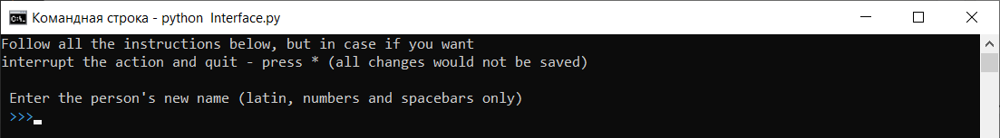 Командная строка - python  Interface.py
Follow all the instructions below, but in case if you want
interrupt the action and quit - press * (all changes would not be saved)
Enter the person's new name (latin, numbers and spacebars only)
>>>